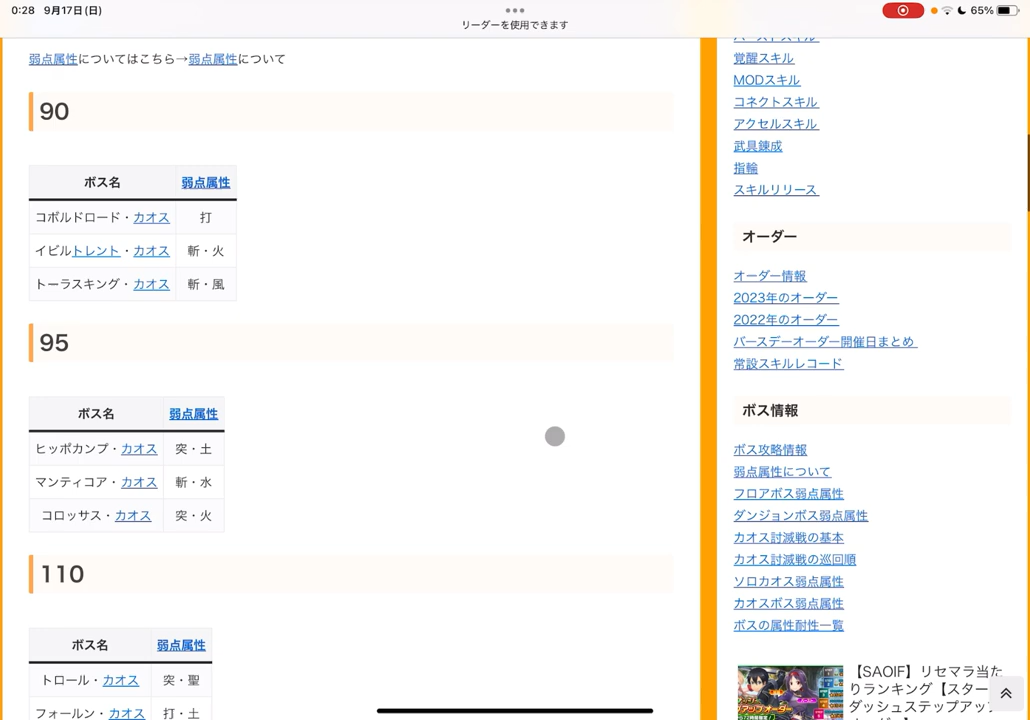 0:28 9月17日(日)
65%
リーダーを使用できます
弱点属性についてはこちら→弱点属性について
90
ボス名 弱点属性
コボルドロード・カオス 打
イビルトレント・カオス 斬・火
トーラスキング・カオス 斬・風
95
ボス名 弱点属性
ヒッポカンプ・カオス 突・土
マンティコア・カオス 斬・水
コロッサス・カオス 突・火
110
ボス名 弱点属性
トロール・カオス 突・聖
フォールン・カオス 打・土
覚醒スキル
MODスキル
コネクトスキル
アクセルスキル
武具錬成
指輪
スキルリリース
オーダー
オーダー情報
2023年のオーダー
2022年のオーダー
バースデーオーダー開催日まとめ
常設スキルレコード
ボス情報
ボス攻略情報
弱点属性について
フロアボス弱点属性
ダンジョンボス弱点属性
カオス討滅戦の基本
カオス討滅戦の巡回順
ソロカオス弱点属性
カオスボス弱点属性
ボスの属性耐性一覧
【SAOIF】リセマラ当た
りランキング【スター
ダッシュステップアッ